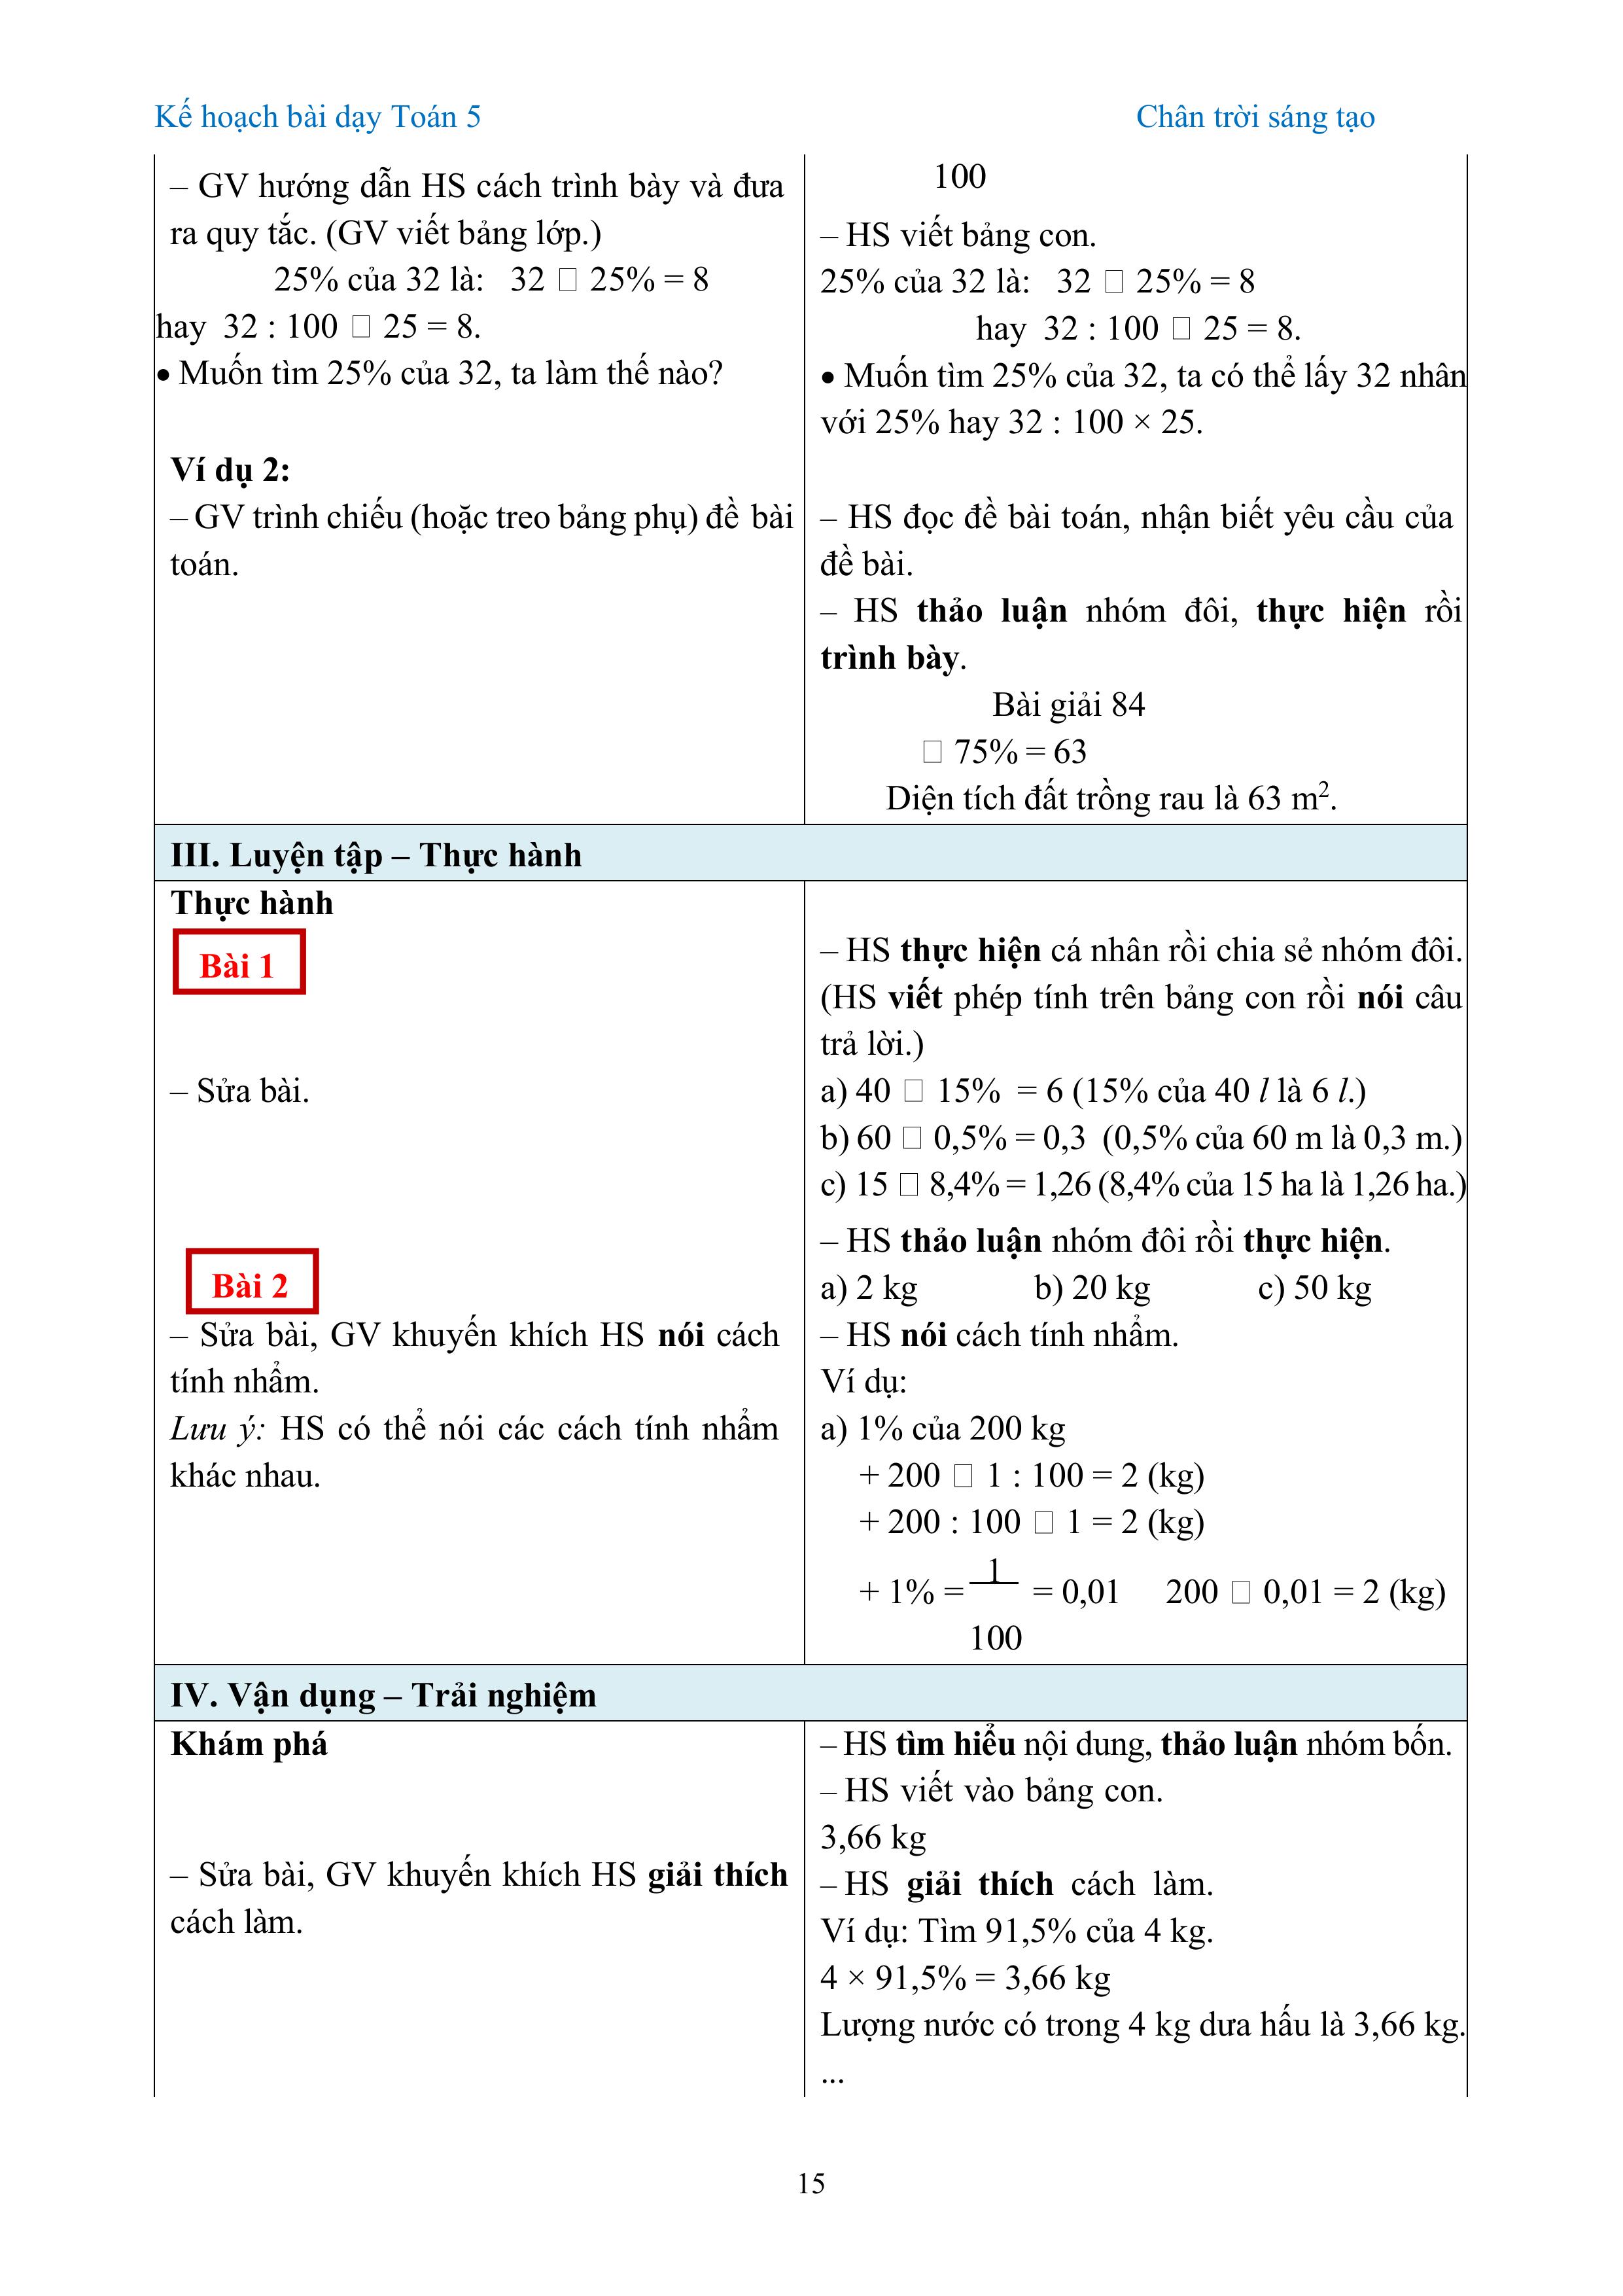 Kế hoạch bài dạy Toán 5 Chân trời sáng tạo
– GV hướng dẫn HS cách trình bày và đưa
ra quy tắc. (GV viết bảng lớp.)
25% của 32 là: 32 □ 25% = 8
hay 32 : 100 □ 25 = 8.
• Muốn tìm 25% của 32, ta làm thế nào?
Ví dụ 2:
– GV trình chiếu (hoặc treo bảng phụ) đề bài
toán.
100
– HS viết bảng con.
25% của 32 là: 32 □ 25% = 8
hay 32 : 100 □ 25 = 8.
• Muốn tìm 25% của 32, ta có thể lấy 32 nhân
với 25% hay 32 : 100 × 25.
– HS đọc đề bài toán, nhận biết yêu cầu của
đề bài.
– HS thảo luận nhóm đôi, thực hiện rồi
trình bày.
Bài giải 84
□ 75% = 63
Diện tích đất trồng rau là 63 m².
III. Luyện tập – Thực hành
Thực hành
Bài 1
– Sửa bài.
Bài 2
– Sửa bài, GV khuyến khích HS nói cách
tính nhẩm.
Lưu ý: HS có thể nói các cách tính nhẩm
khác nhau.
– HS thực hiện cá nhân rồi chia sẻ nhóm đôi.
(HS viết phép tính trên bảng con rồi nói câu
trả lời.)
a) 40 □ 15% = 6 (15% của 40 l là 6 l.)
b) 60 □ 0,5% = 0,3 (0,5% của 60 m là 0,3 m.)
c) 15 □ 8,4% = 1,26 (8,4% của 15 ha là 1,26 ha.)
– HS thảo luận nhóm đôi rồi thực hiện.
a) 2 kg b) 20 kg c) 50 kg
– HS nói cách tính nhẩm.
Ví dụ:
a) 1% của 200 kg
+ 200 □ 1 : 100 = 2 (kg)
+ 200 : 100 □ 1 = 2 (kg)
1
+ 1% = = 0,01 200 □ 0,01 = 2 (kg)
100
IV. Vận dụng – Trải nghiệm
Khám phá
– Sửa bài, GV khuyến khích HS giải thích
cách làm.
– HS tìm hiểu nội dung, thảo luận nhóm bốn.
– HS viết vào bảng con.
3,66 kg
– HS giải thích cách làm.
Ví dụ: Tìm 91,5% của 4 kg.
4 × 91,5% = 3,66 kg
Lượng nước có trong 4 kg dưa hấu là 3,66 kg.
...
15